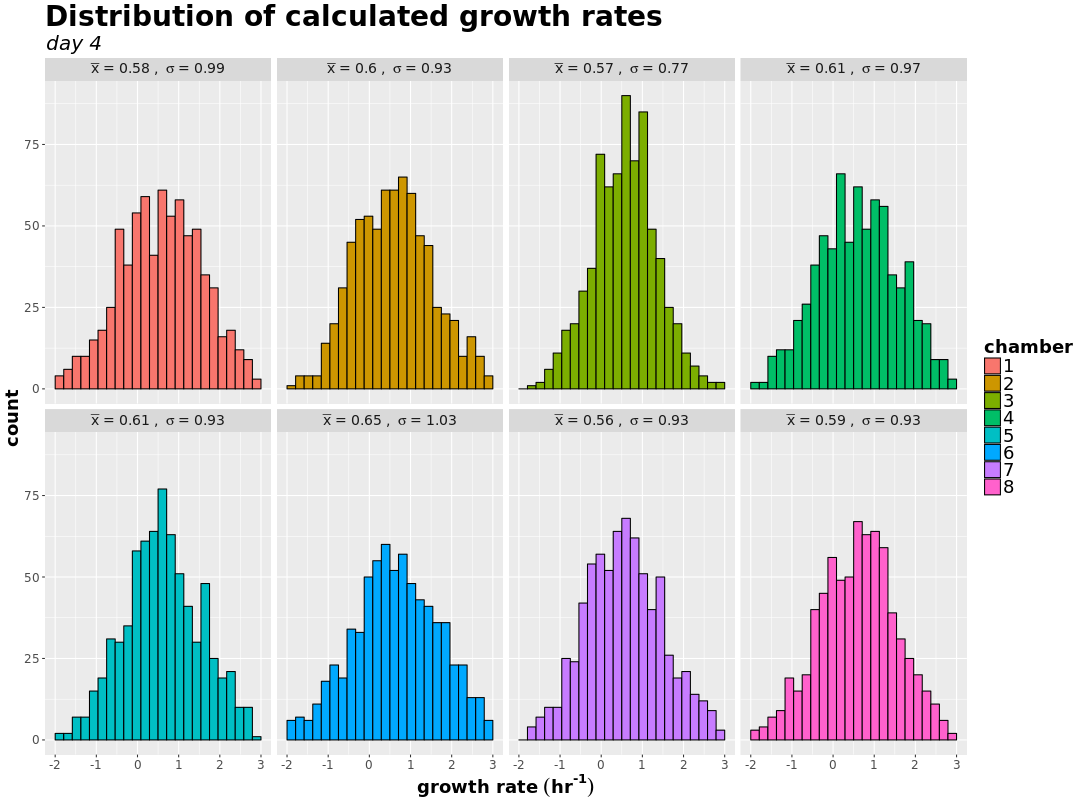 Distribution of calculated growth rates
day 4
x̅ = 0.58 , σ = 0.99
x̅ = 0.6 , σ = 0.93
x̅ = 0.57 , σ = 0.77
x̅ = 0.61 , σ = 0.97
75
50
25
0
x̅ = 0.61 , σ = 0.93
x̅ = 0.65 , σ = 1.03
x̅ = 0.56 , σ = 0.93
x̅ = 0.59 , σ = 0.93
75
50
25
0
-2 -1 0 1 2 3
-2 -1 0 1 2 3
-2 -1 0 1 2 3
-2 -1 0 1 2 3
growth rate (hr⁻¹)
count
chamber
1
2
3
4
5
6
7
8